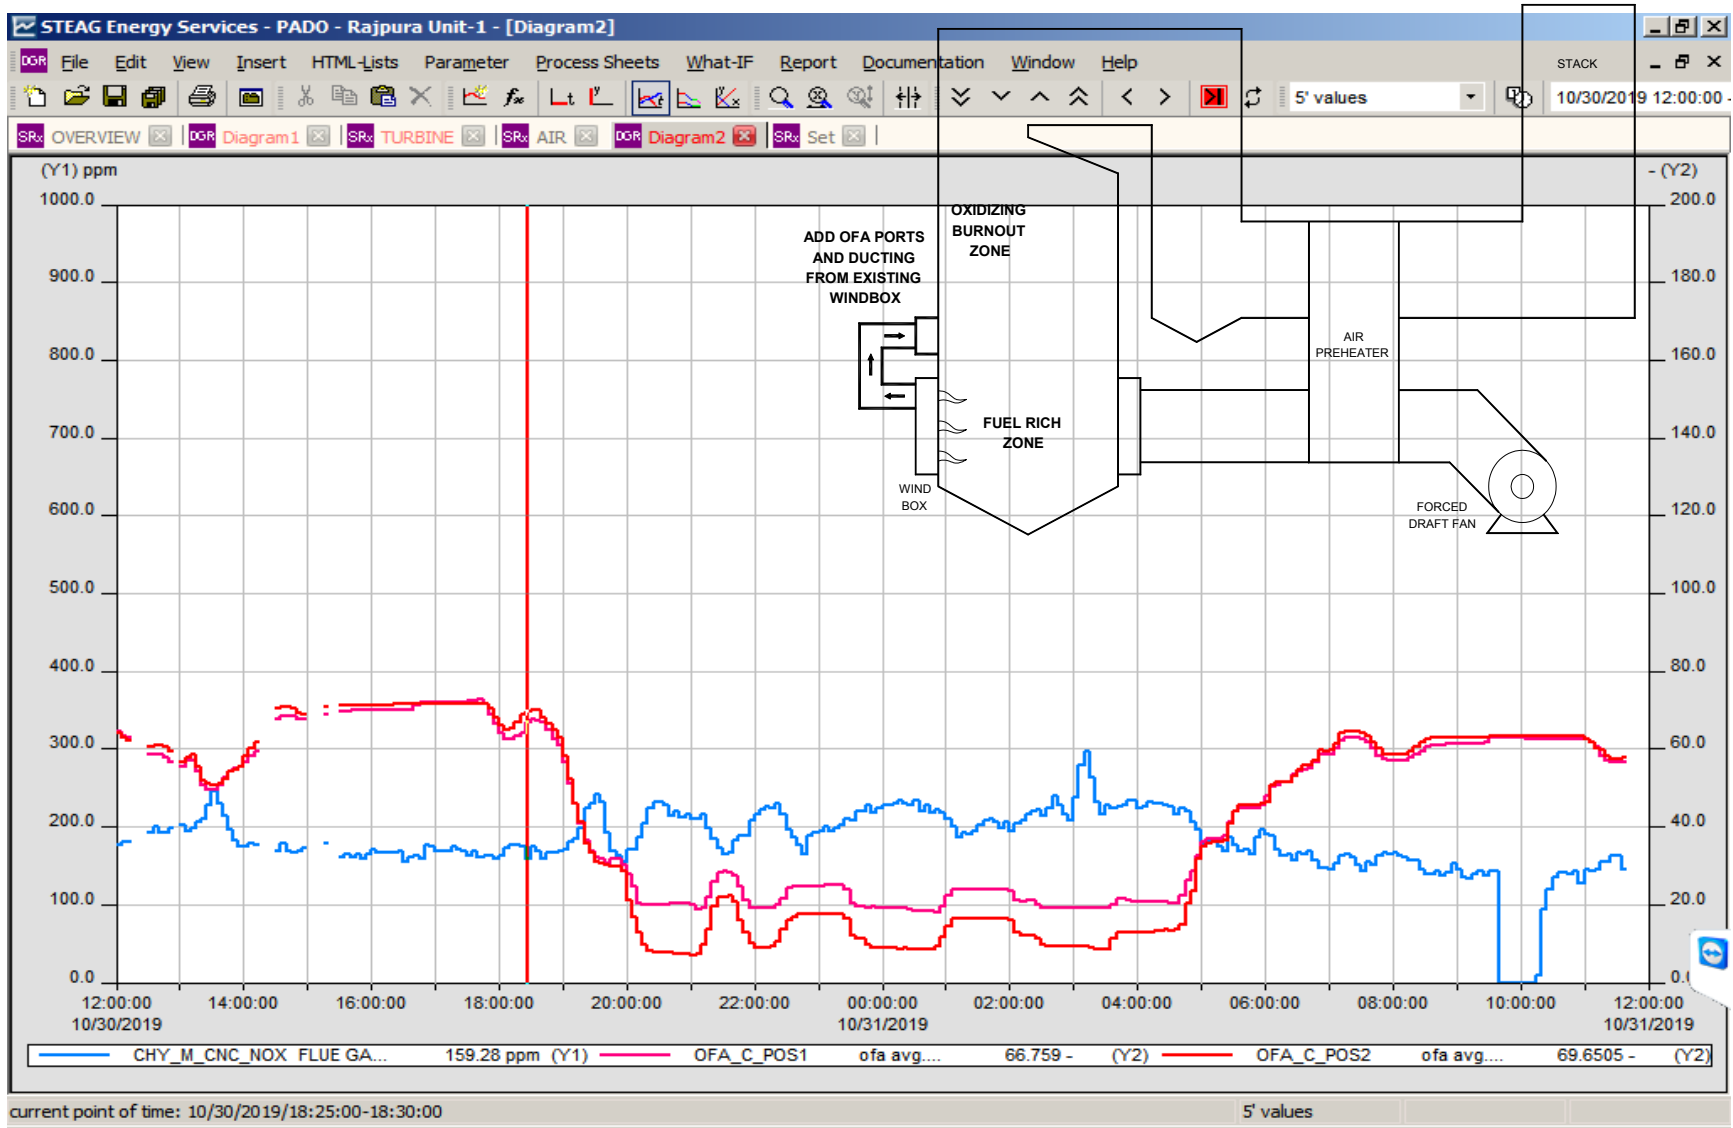 STEAG Energy Services - PADO - Rajpura Unit-1 - [Diagram2]
DGR File Edit View Insert HTML-Lists Parameter Process Sheets What-IF Report Documentation Window Help
STACK
5' values 10/30/2019 12:00:00 -
SRx OVERVIEW DGR Diagram1 SRx TURBINE SRx AIR DGR Diagram2 SRx Set
(Y1) ppm
- (Y2)
1000.0
900.0
800.0
700.0
600.0
500.0
400.0
300.0
200.0
100.0
0.0
200.0
180.0
160.0
140.0
120.0
100.0
80.0
60.0
40.0
20.0
OXIDIZING
BURNOUT
ZONE
ADD OFA PORTS
AND DUCTING
FROM EXISTING
WINDBOX
AIR
PREHEATER
FUEL RICH
ZONE
WIND
BOX
FORCED
DRAFT FAN
12:00:00 14:00:00 16:00:00 18:00:00 20:00:00 22:00:00 00:00:00 02:00:00 04:00:00 06:00:00 08:00:00 10:00:00 12:00:00
10/30/2019 10/31/2019 10/31/2019
CHY_M_CNC_NOX FLUE GA... 159.28 ppm (Y1) OFA_C_POS1 ofa avg.... 66.759 - (Y2) OFA_C_POS2 ofa avg.... 69.6505 - (Y2)
current point of time: 10/30/2019/18:25:00-18:30:00 5' values